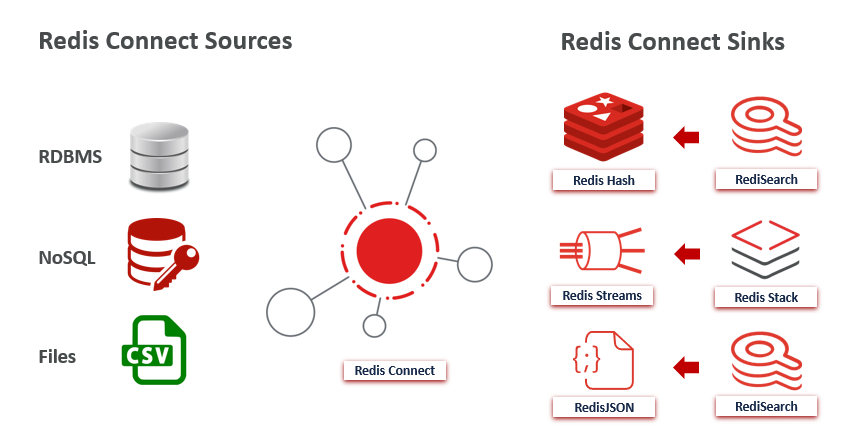 Redis Connect Sources
Redis Connect Sinks
RDBMS
NoSQL
Files
CSV
Redis Connect
Redis Hash
RediSearch
Redis Streams
Redis Stack
{;}
RedisJSON
RediSearch